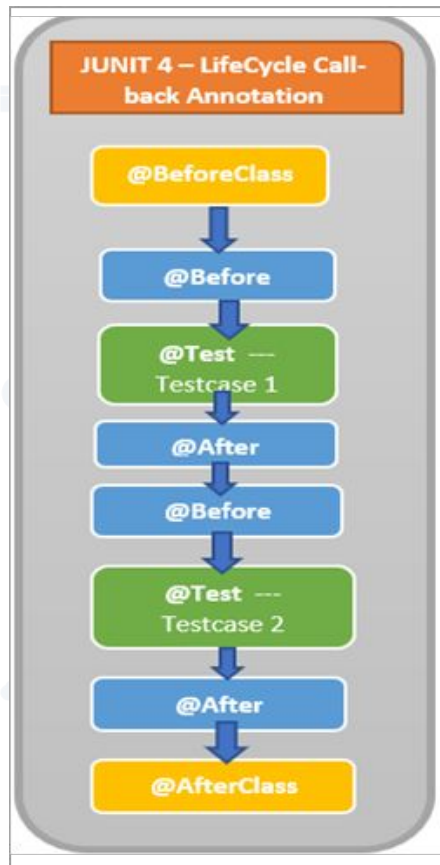 JUNIT 4 – LifeCycle Call-
back Annotation
@BeforeClass
@Before
@Test ---
Testcase 1
@After
@Before
@Test ---
Testcase 2
@After
@AfterClass